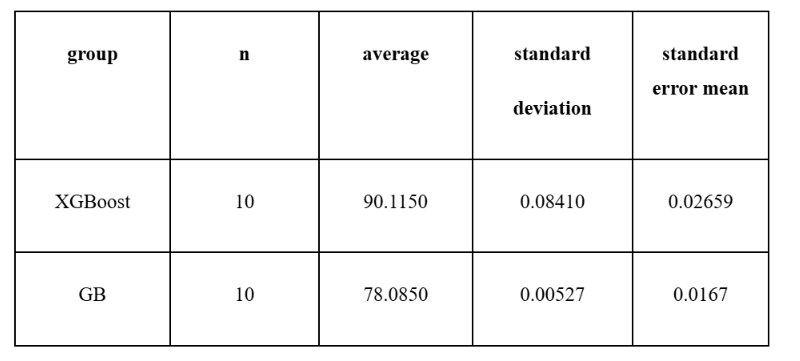 group n average standard deviation standard error mean
XGBoost 10 90.1150 0.08410 0.02659
GB 10 78.0850 0.00527 0.0167